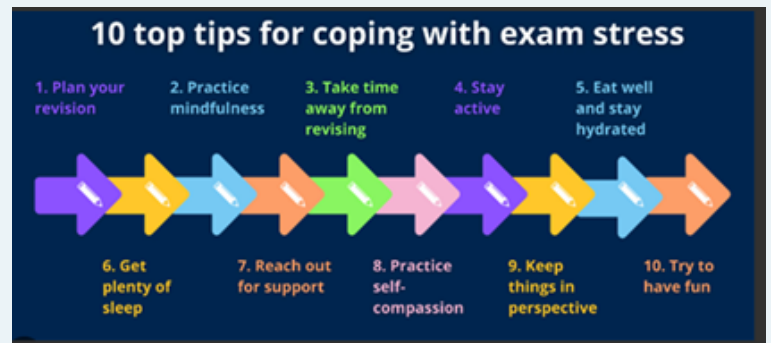 10 top tips for coping with exam stress
1. Plan your
revision
2. Practice
mindfulness
3. Take time
away from
revising
4. Stay
active
5. Eat well
and stay
hydrated
6. Get
plenty of
sleep
7. Reach out
for support
8. Practice
self-
compassion
9. Keep
things in
perspective
10. Try to
have fun